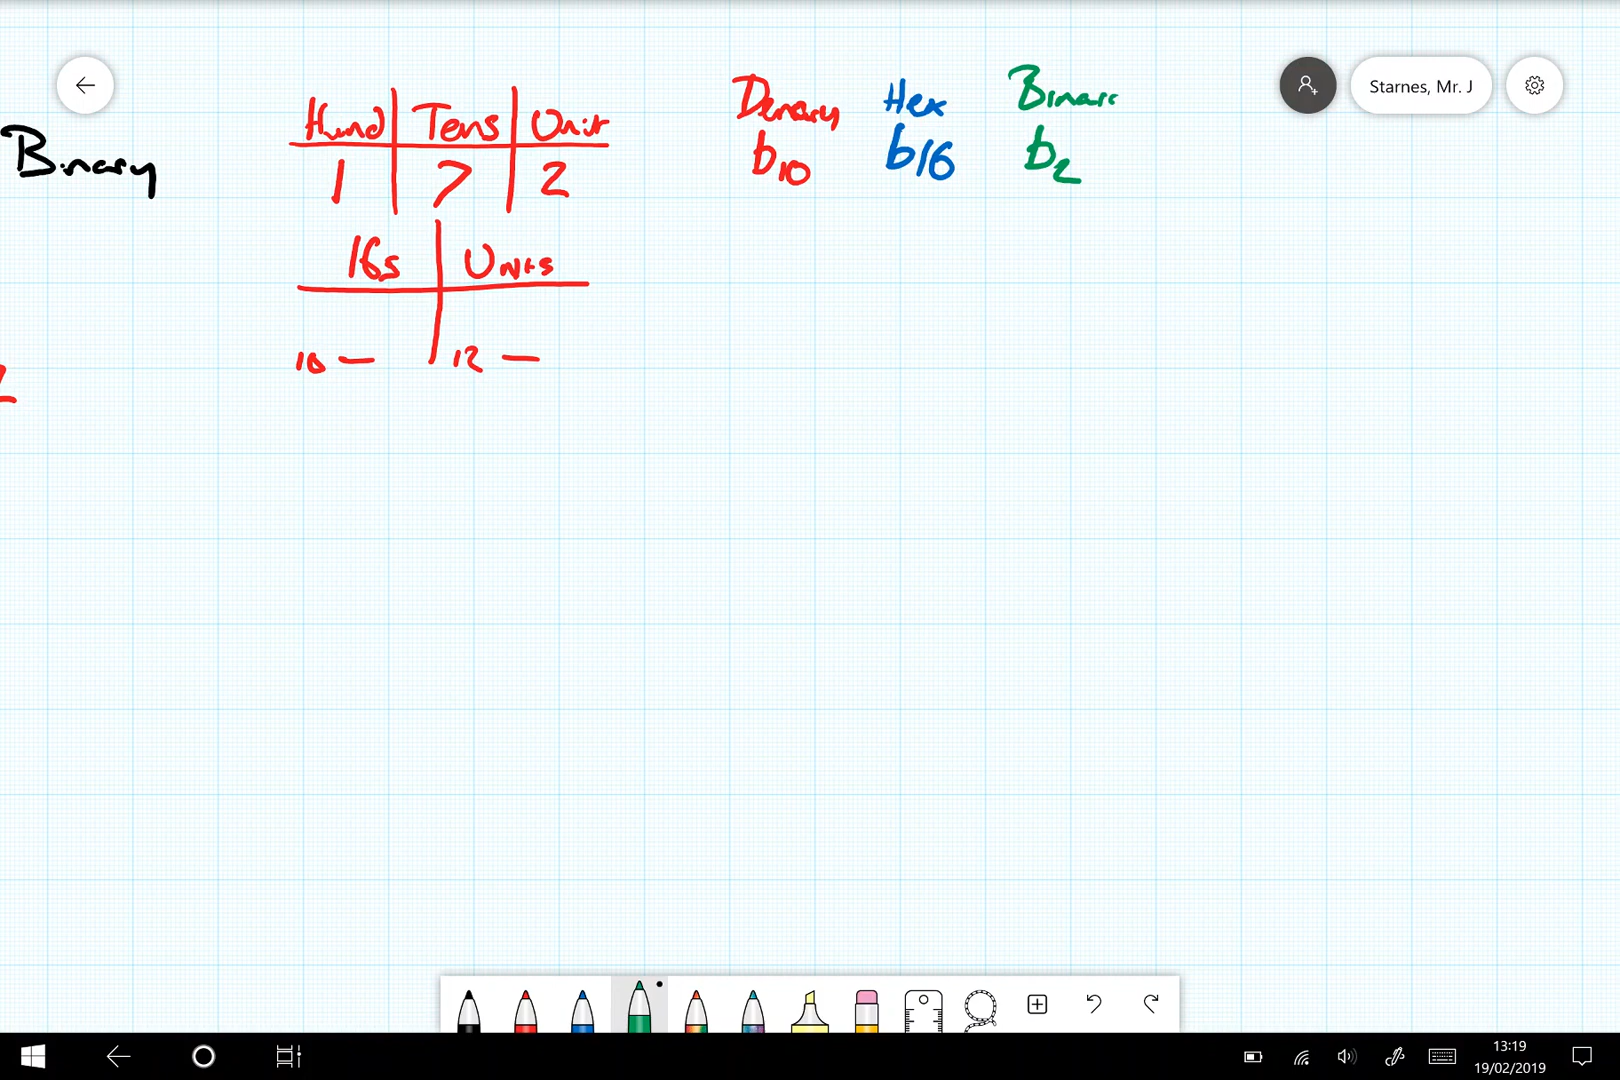 Starnes, Mr. J
Binary
Hund Tens Unit
1 7 2
16s Units
10 — 12 —
Denary Hex Binary
b10 b16 b2
13:19
19/02/2019